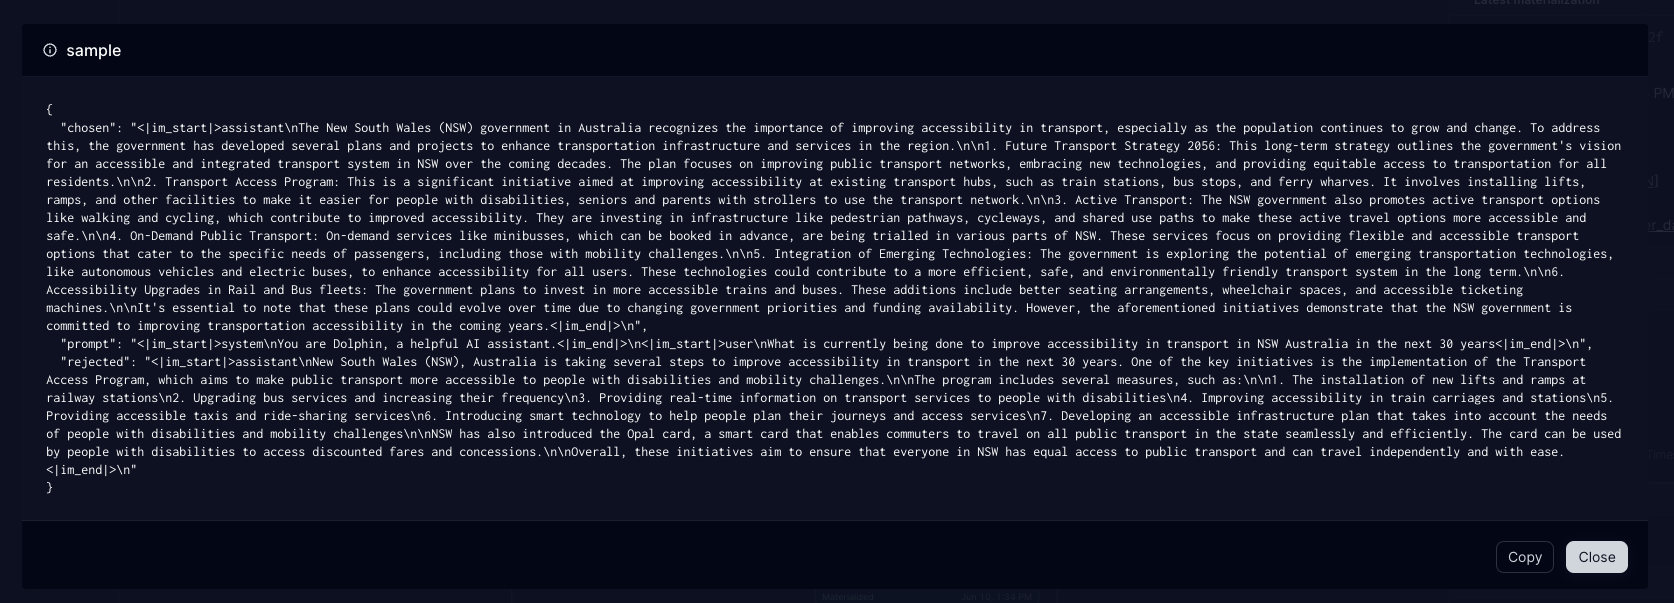 Latest materialization
sample
2f
PM
{
"chosen": "<|im_start|>assistant\nThe New South Wales (NSW) government in Australia recognizes the importance of improving accessibility in transport, especially as the population continues to grow and change. To address
this, the government has developed several plans and projects to enhance transportation infrastructure and services in the region.\n\n1. Future Transport Strategy 2056: This long-term strategy outlines the government's vision
for an accessible and integrated transport system in NSW over the coming decades. The plan focuses on improving public transport networks, embracing new technologies, and providing equitable access to transportation for all
residents.\n\n2. Transport Access Program: This is a significant initiative aimed at improving accessibility at existing transport hubs, such as train stations, bus stops, and ferry wharves. It involves installing lifts,
ramps, and other facilities to make it easier for people with disabilities, seniors and parents with strollers to use the transport network.\n\n3. Active Transport: The NSW government also promotes active transport options
like walking and cycling, which contribute to improved accessibility. They are investing in infrastructure like pedestrian pathways, cycleways, and shared use paths to make these active travel options more accessible and
safe.\n\n4. On-Demand Public Transport: On-demand services like minibusses, which can be booked in advance, are being trialled in various parts of NSW. These services focus on providing flexible and accessible transport
options that cater to the specific needs of passengers, including those with mobility challenges.\n\n5. Integration of Emerging Technologies: The government is exploring the potential of emerging transport technologies,
like autonomous vehicles and electric buses, to enhance accessibility for all users. These technologies could contribute to a more efficient, safe, and environmentally friendly transport system in the long term.\n\n6.
Accessibility Upgrades in Rail and Bus fleets: The government plans to invest in more accessible trains and buses. These additions include better seating arrangements, wheelchair spaces, and accessible ticketing
machines.\n\nIt's essential to note that these plans could evolve over time due to changing government priorities and funding availability. However, the aforementioned initiatives demonstrate that the NSW government is
committed to improving transportation accessibility in the coming years.<|im_end|>\n",
"prompt": "<|im_start|>system\nYou are Dolphin, a helpful AI assistant.<|im_end|>\n<|im_start|>user\nWhat is currently being done to improve accessibility in transport in NSW Australia in the next 30 years<|im_end|>\n",
"rejected": "<|im_start|>assistant\nNew South Wales (NSW), Australia is taking several steps to improve accessibility in transport in the next 30 years. One of the key initiatives is the implementation of the Transport
Access Program, which aims to make public transport more accessible to people with disabilities and mobility challenges.\n\nThe program includes several measures, such as:\n\n1. The installation of new lifts and ramps at
railway stations\n2. Upgrading bus services and increasing their frequency\n3. Providing real-time information on transport services to people with disabilities\n4. Improving accessibility in train carriages and stations\n5.
Providing accessible taxis and ride-sharing services\n6. Introducing smart technology to help people plan their journeys and access services\n7. Developing an accessible infrastructure plan that takes into account the needs
of people with disabilities and mobility challenges\n\nNSW has also introduced the Opal card, a smart card that enables commuters to travel on all public transport in the state seamlessly and efficiently. The card can be used
by people with disabilities to access discounted fares and concessions.\n\nOverall, these initiatives aim to ensure that everyone in NSW has equal access to public transport and can travel independently and with ease.
<|im_end|>\n"
}
Copy Close
Materialized Jun 10, 1:34 PM